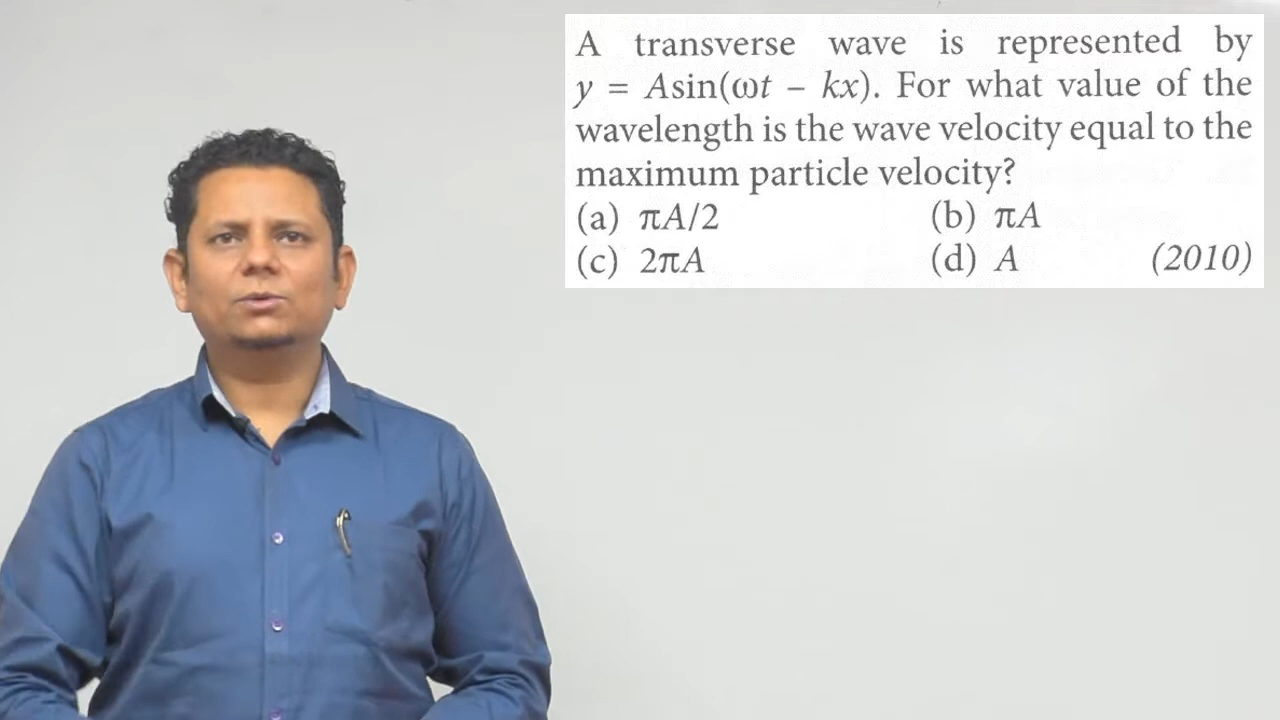 A transverse wave is represented by
y = Asin(ωt – kx). For what value of the
wavelength is the wave velocity equal to the
maximum particle velocity?
(a) πA/2 (b) πA
(c) 2πA (d) A (2010)